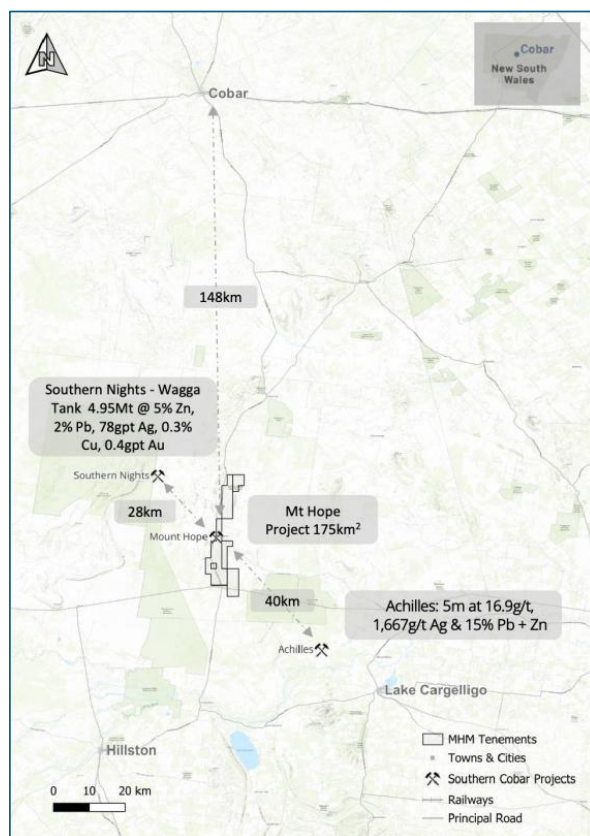 N
Cobar
New South
Wales
Cobar
148km
Southern Nights - Wagga
Tank 4.95Mt @ 5% Zn,
2% Pb, 78gpt Ag, 0.3%
Cu, 0.4gpt Au
Southern Nights
28km
Mount Hope
Mt Hope
Project 175km²
40km
Achilles: 5m at 16.9g/t,
1,667g/t Ag & 15% Pb + Zn
Achilles
Lake Cargelligo
Hillston
MHM Tenements
Towns & Cities
Southern Cobar Projects
Railways
Principal Road
0 10 20 km